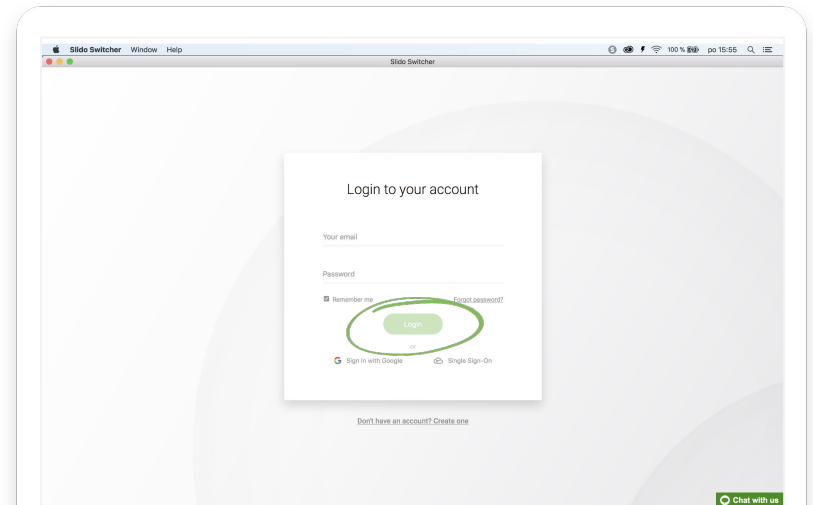 Slido Switcher Window Help 100 % po 15:55
Slido Switcher
Login to your account
Your email
Password
Remember me Forgot password?
Login
or
Sign In with Google Single Sign-On
Don't have an account? Create one
Chat with us